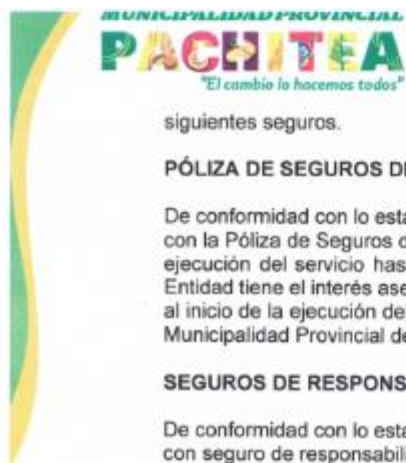 MUNICIPALIDAD PROVINCIAL
PACHITEA
"El cambio lo hacemos todos"
siguientes seguros.
PÓLIZA DE SEGUROS DE
De conformidad con lo esta
con la Póliza de Seguros d
ejecución del servicio has
Entidad tiene el interés ase
al inicio de la ejecución de
Municipalidad Provincial de
SEGUROS DE RESPONS
De conformidad con lo esta
con seguro de responsabili